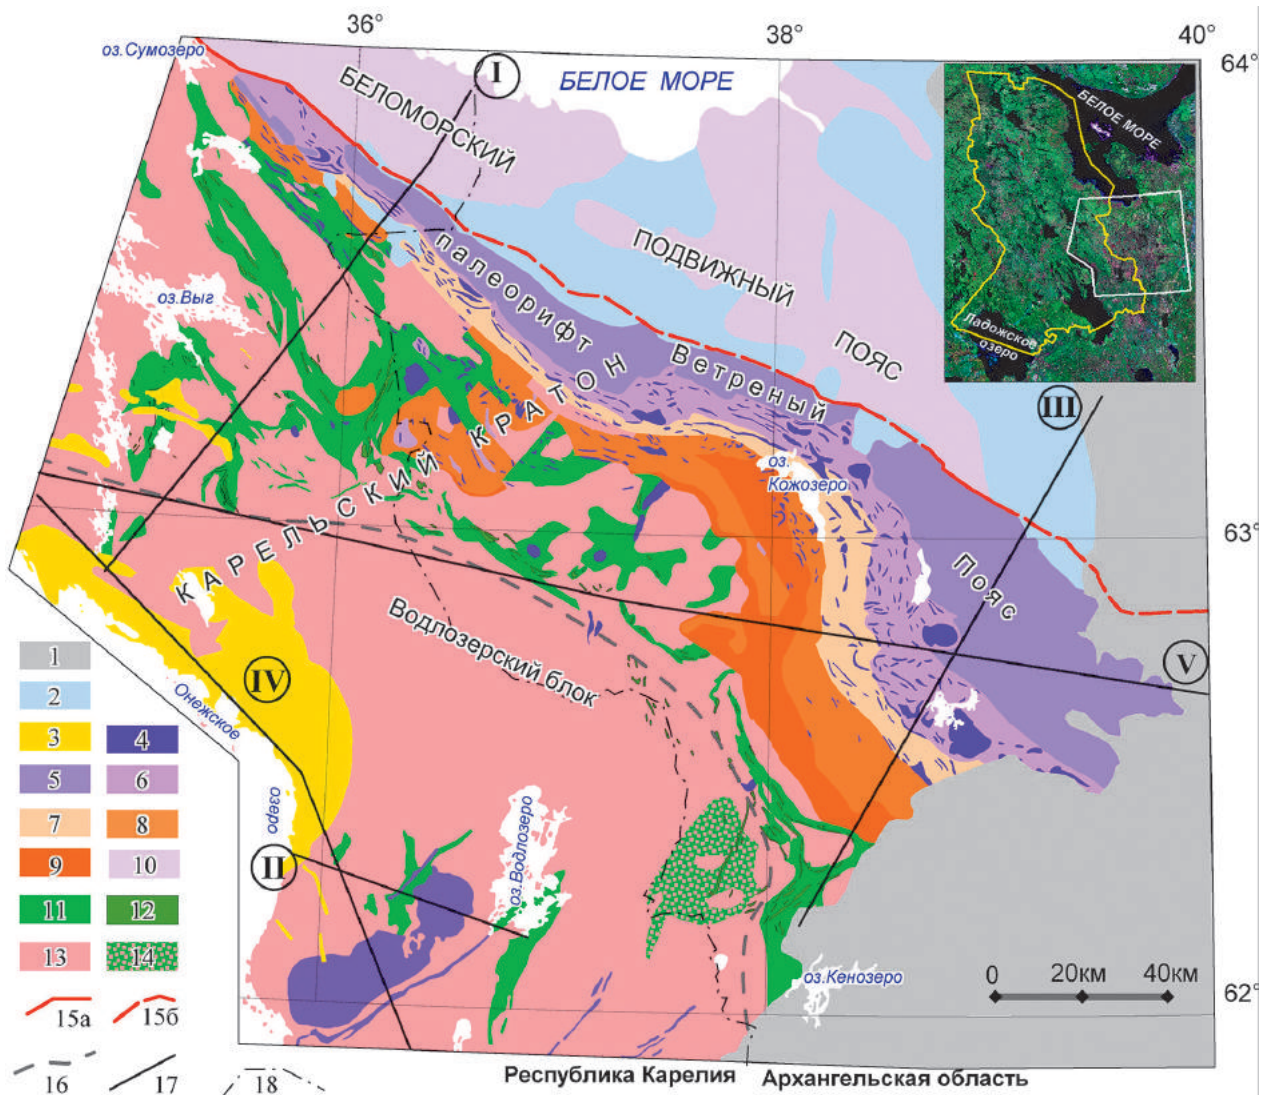 36°
38°
40°
64°
63°
62°
оз.Сумозеро
I
БЕЛОЕ МОРЕ
БЕЛОМОРСКИЙ
ПОДВИЖНЫЙ
ПОЯС
БЕЛОЕ МОРЕ
Ладожское
озеро
палеорифт
Ветреный
Пояс
оз.Выг
III
КАРЕЛЬСКИЙ КРАТОН
оз.
Кожозеро
Водлозерский блок
V
IV
Онежское
озеро
II
оз.Водлозеро
оз.Кенозеро
1
2
3
4
5
6
7
8
9
10
11
12
13
14
15а
15б
16
17
18
0
20км
40км
Республика Карелия
Архангельская область